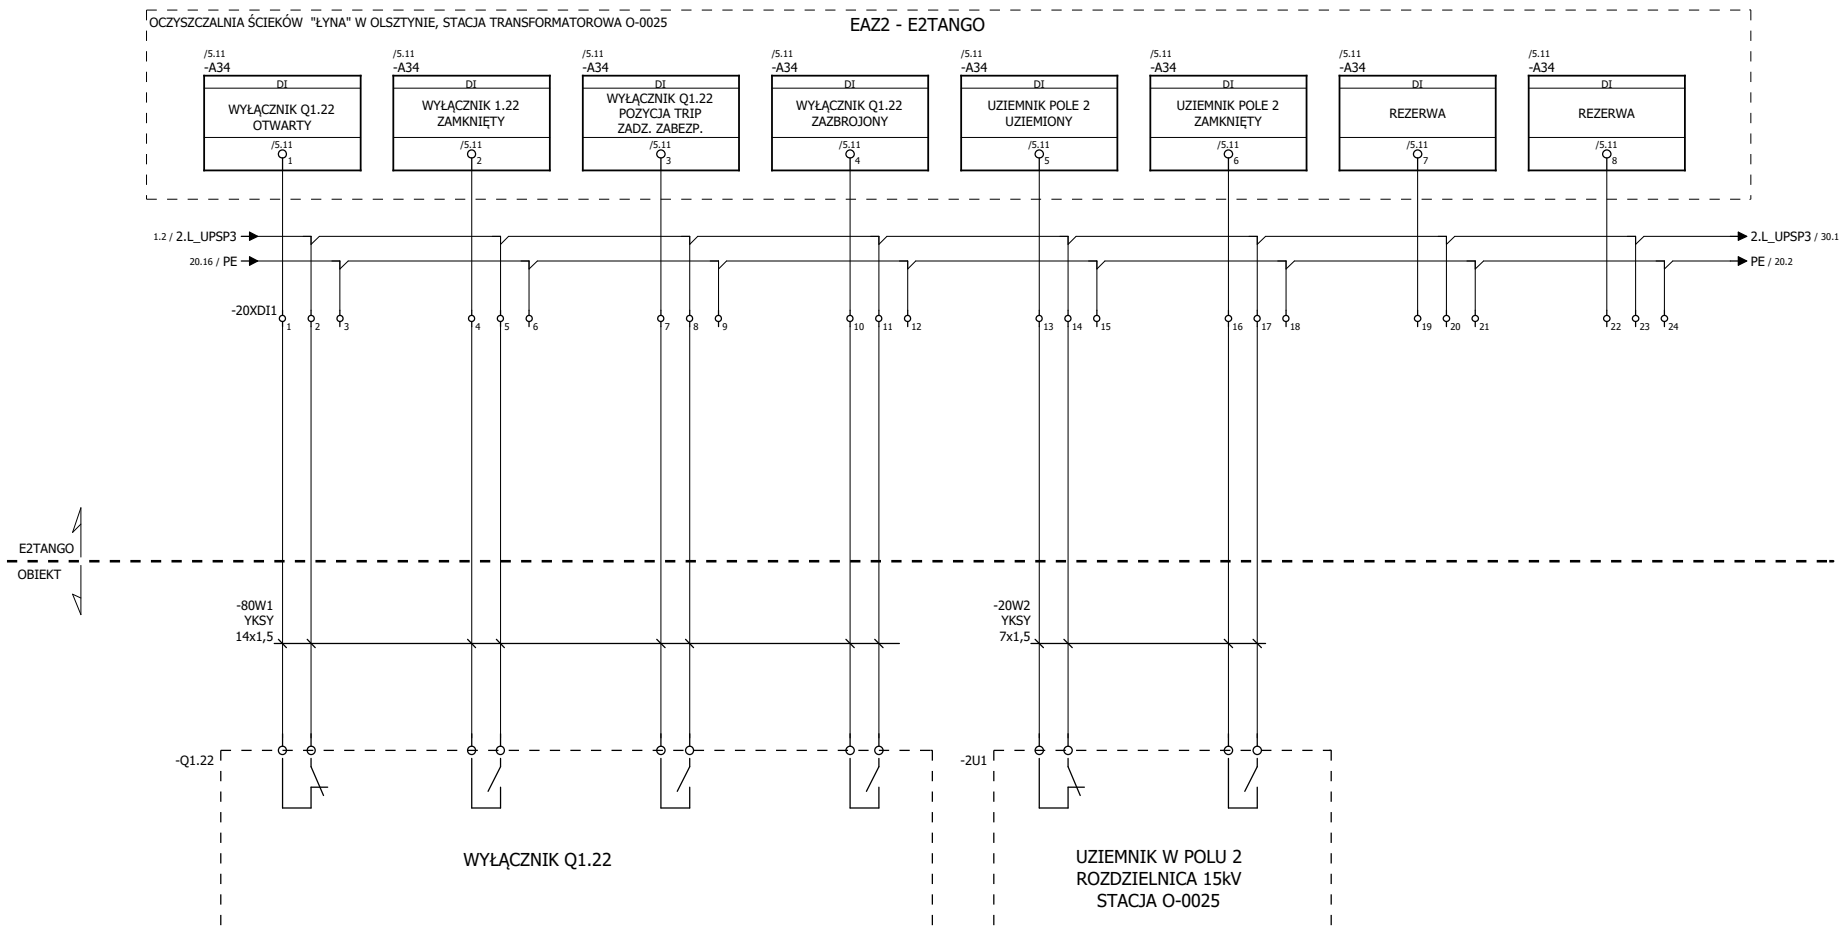 OCZYSZCZALNIA ŚCIEKÓW "ŁYNA" W OLSZTYNIE, STACJA TRANSFORMATOROWA O-0025
EAZ2 - E2TANGO
/5.11
-A34
DI
WYŁĄCZNIK Q1.22
OTWARTY
/5.11
1
/5.11
-A34
DI
WYŁĄCZNIK 1.22
ZAMKNIĘTY
/5.11
2
/5.11
-A34
DI
WYŁĄCZNIK Q1.22
POZYCJA TRIP
ZADZ. ZABEZP.
/5.11
3
/5.11
-A34
DI
WYŁĄCZNIK Q1.22
ZAZBROJONY
/5.11
4
/5.11
-A34
DI
UZIEMNIK POLE 2
UZIEMIONY
/5.11
5
/5.11
-A34
DI
UZIEMNIK POLE 2
ZAMKNIĘTY
/5.11
6
/5.11
-A34
DI
REZERWA
/5.11
7
/5.11
-A34
DI
REZERWA
/5.11
8
1.2 / 2.L_UPSP3
2.L_UPSP3 / 30.1
20.16 / PE
PE / 20.2
-20XDI1
1 2 3 4 5 6 7 8 9 10 11 12 13 14 15 16 17 18 19 20 21 22 23 24
E2TANGO
OBIEKT
-80W1
YKSY
14x1,5
-20W2
YKSY
7x1,5
-Q1.22
-2U1
WYŁĄCZNIK Q1.22
UZIEMNIK W POLU 2
ROZDZIELNICA 15kV
STACJA O-0025